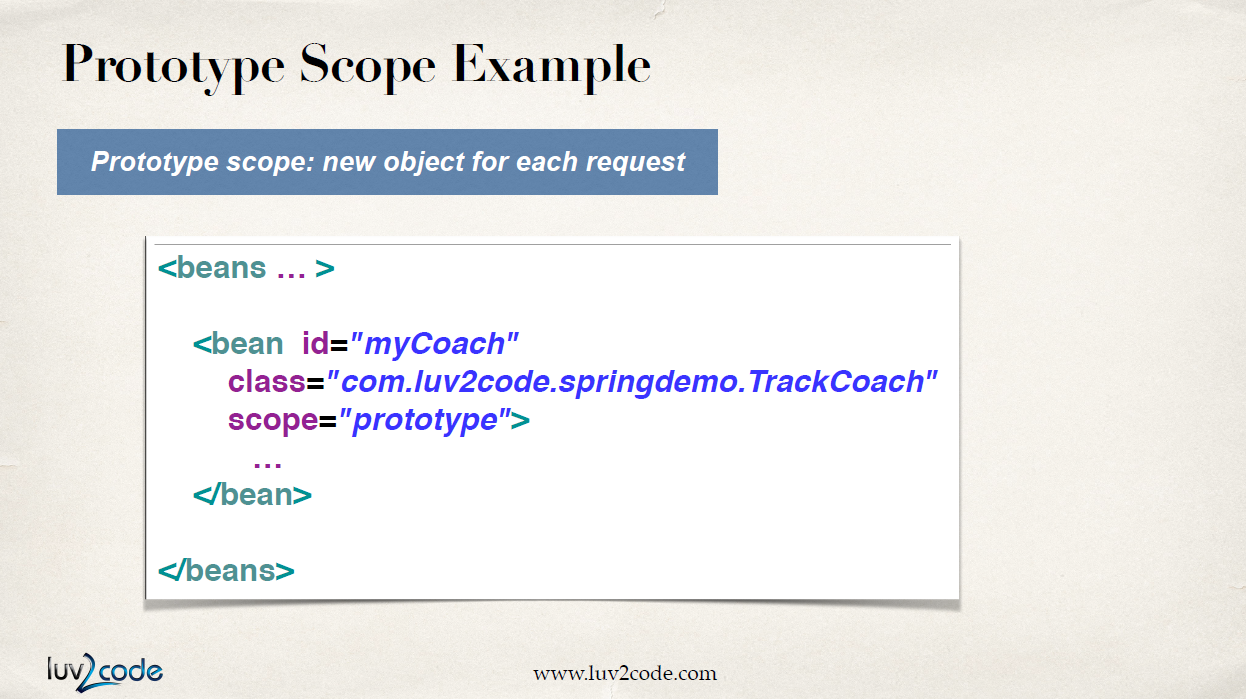 Prototype Scope Example
Prototype scope: new object for each request
<beans … >
<bean  id="myCoach"
class="com.luv2code.springdemo.TrackCoach"
scope="prototype">
…
</bean>
</beans>
luv2code
www.luv2code.com